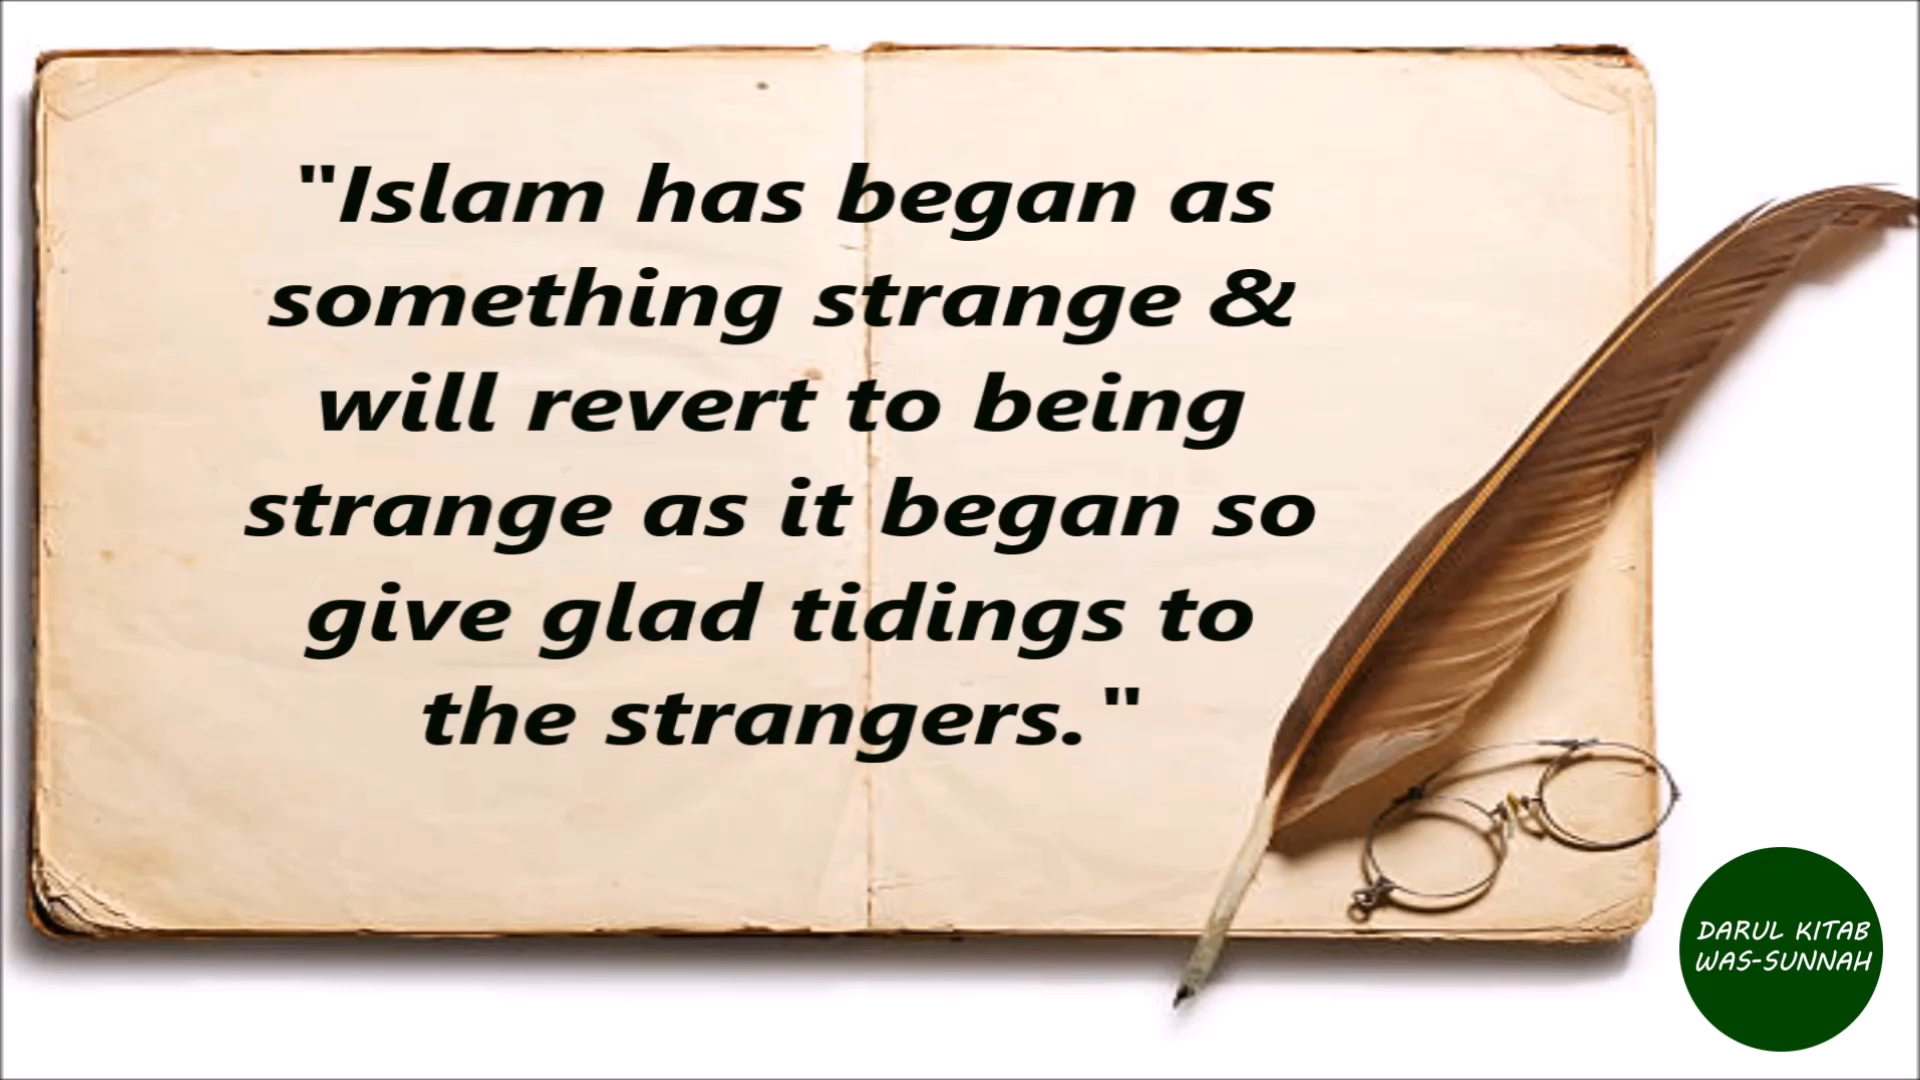 "Islam has began as
something strange &
will revert to being
strange as it began so
give glad tidings to
the strangers."
DARUL KITAB
WAS-SUNNAH